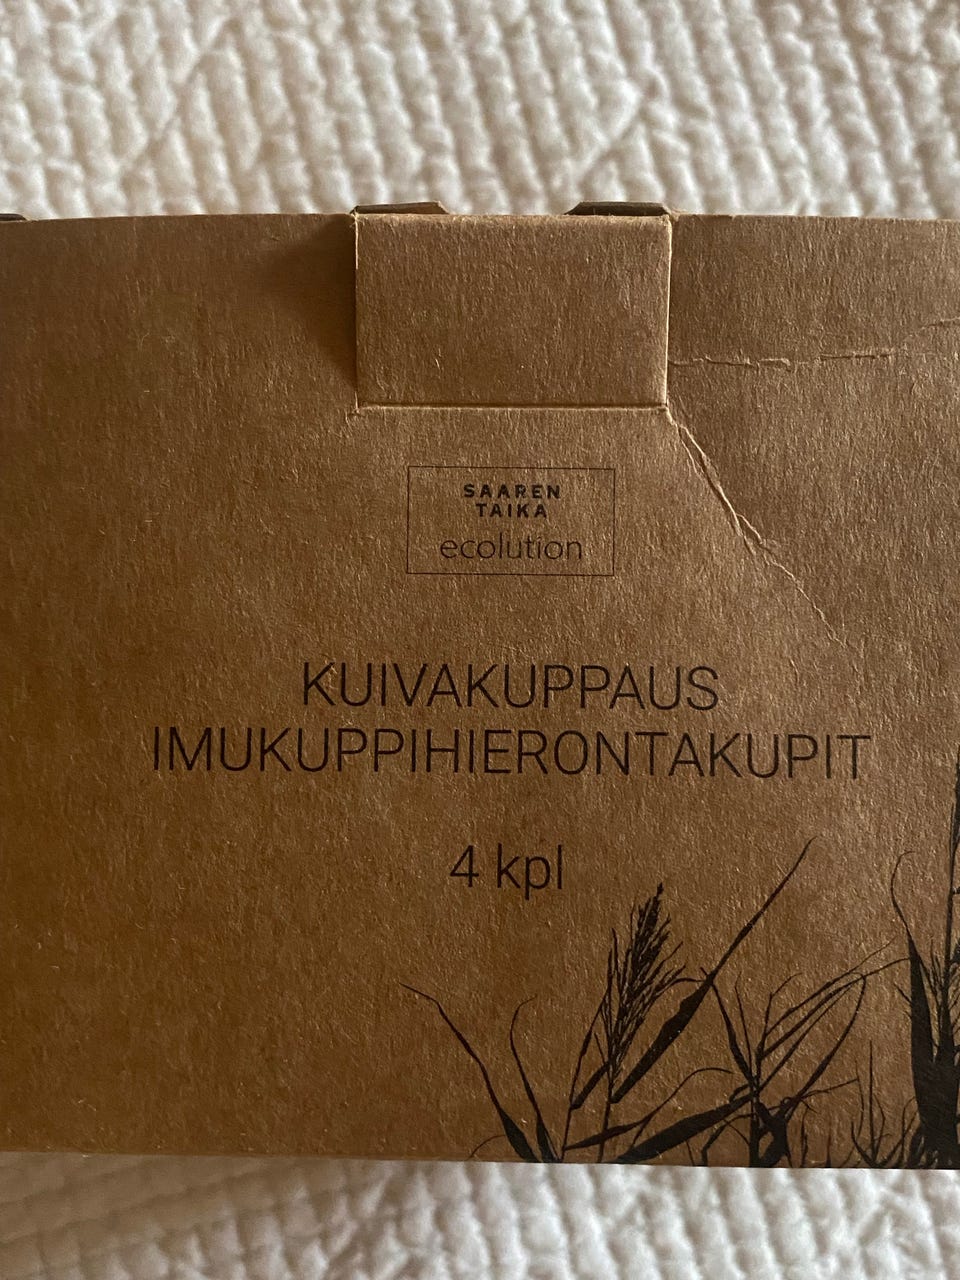 SAAREN
TAIKA
ecolution
KUIVAKUPPAUS
IMUKUPPIHIERONTAKUPIT
4 kpl